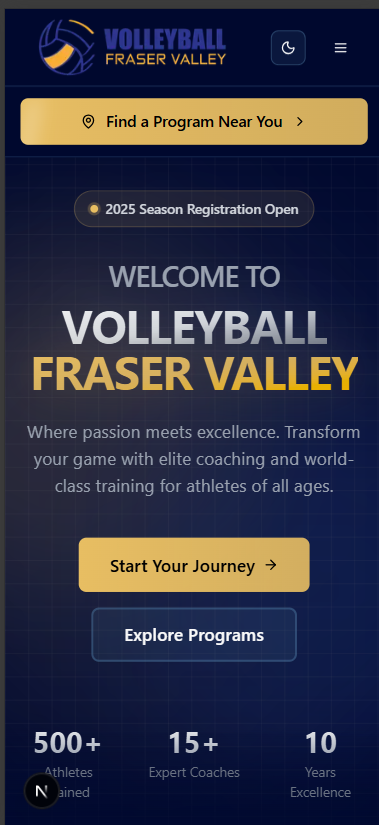 VOLLEYBALL
FRASER VALLEY
Find a Program Near You
2025 Season Registration Open
WELCOME TO
VOLLEYBALL
FRASER VALLEY
Where passion meets excellence. Transform
your game with elite coaching and world-
class training for athletes of all ages.
Start Your Journey
Explore Programs
500+
15+
10
Athletes
Expert Coaches
Years
Excellence
N